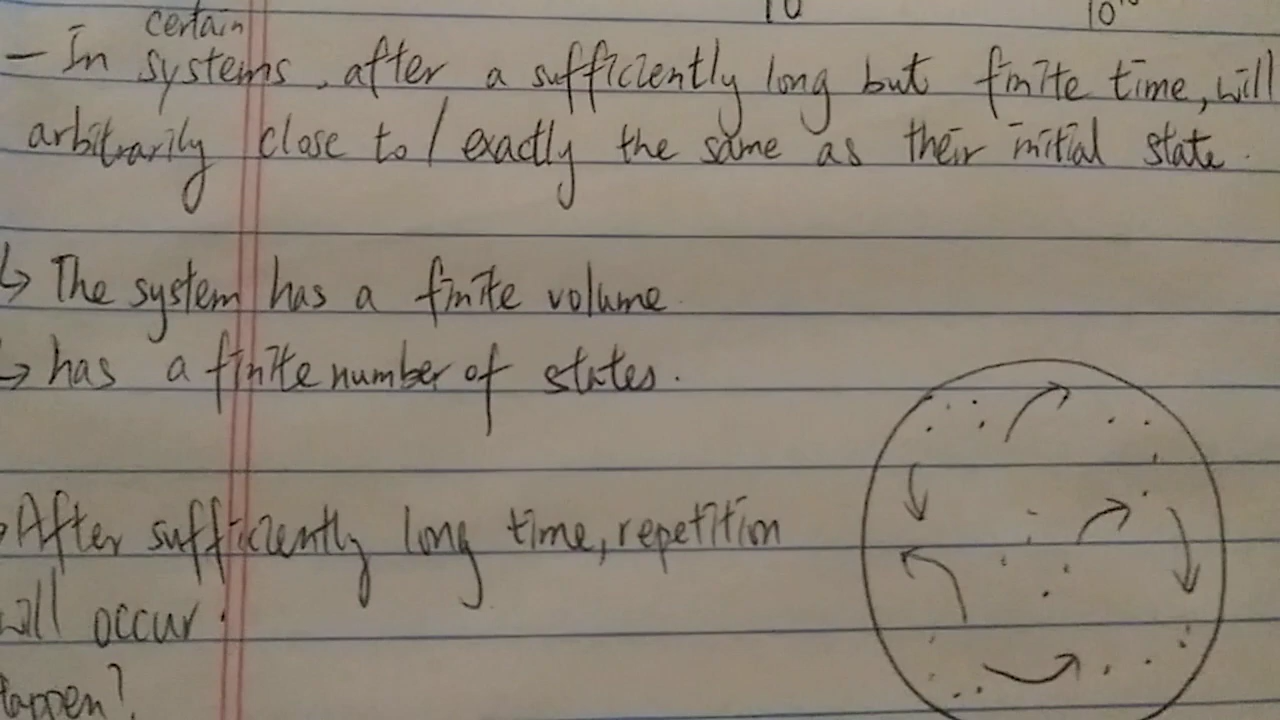 certain
– In systems, after a sufficiently long but finite time, will
arbitrarily close to / exactly the same as their initial state.
↳ The system has a finite volume
↳ has a finite number of states.
After sufficiently long time, repetition
will occur.